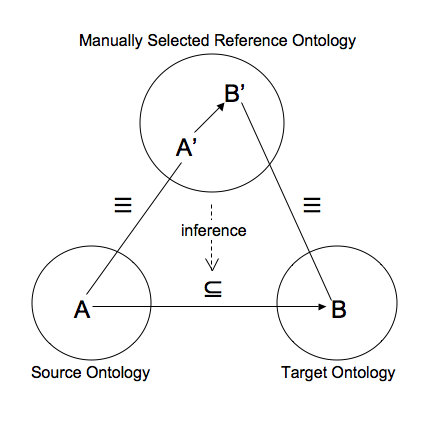 Manually Selected Reference Ontology
B’
A’
≡
≡
inference
⊆
A
B
Source Ontology
Target Ontology